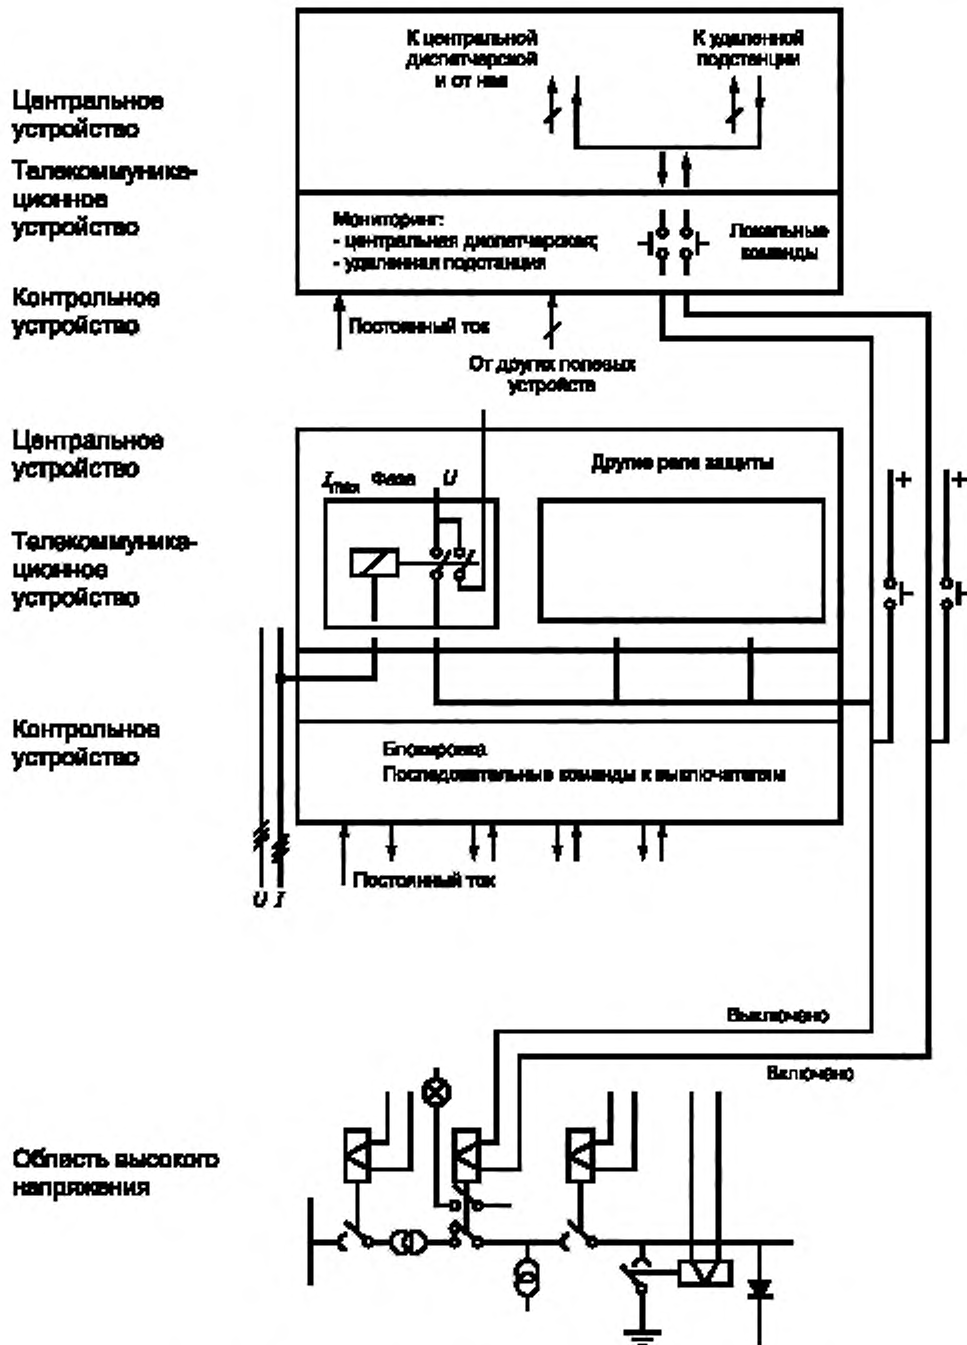 К центральной
диспетчерской
и от нее
К удаленной
подстанции
Центральное
устройство
Телекоммуника-
ционное
устройство
Мониторинг:
- центральная диспетчерская;
- удаленная подстанция
Локальные
команды
Контрольное
устройство
Постоянный ток
От других полевых
устройств
Центральное
устройство
Другие реле защиты
Imax Фаза U
+ +
Телекоммуника-
ционное
устройство
Контрольное
устройство
Блокировка
Последовательные команды к выключателям
Постоянный ток
U I
Выключено
Включено
Область высокого
напряжения